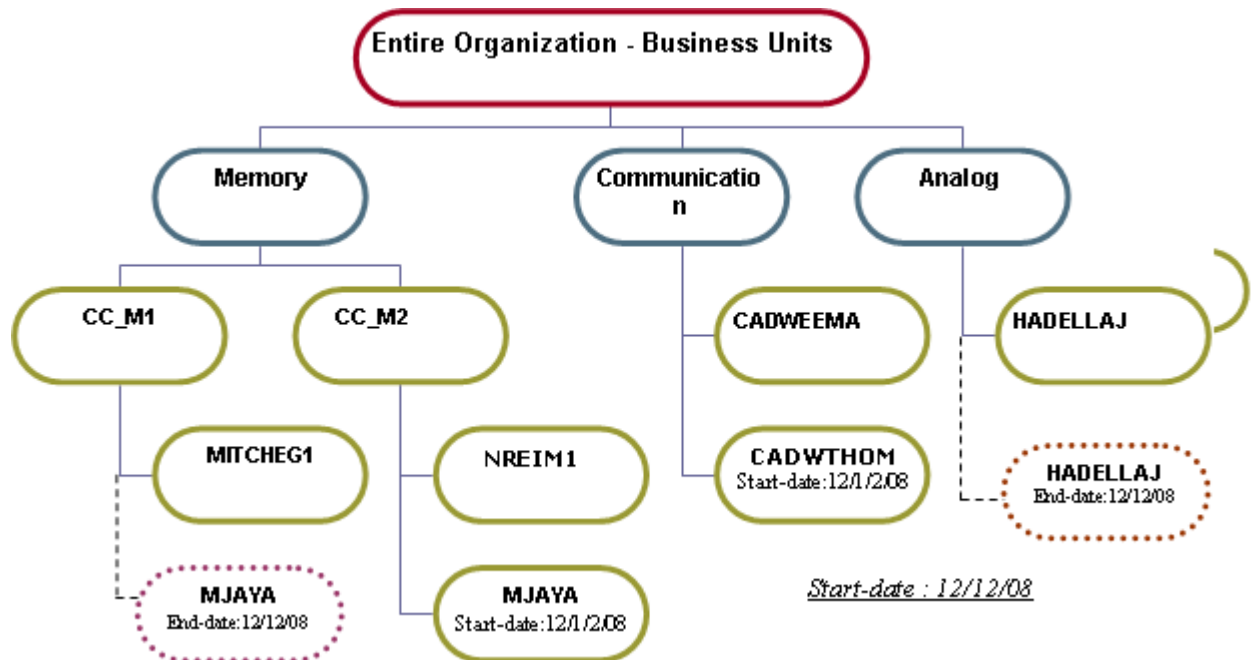 Entire Organization - Business Units
Memory
Communicatio
n
Analog
CC_M1
CC_M2
CADWEEMA
HADELLAJ
MITCHEG1
NREIM1
CADWTHOM
Start-date:12/1/2/08
HADELLAJ
End-date:12/12/08
MJAYA
End-date:12/12/08
MJAYA
Start-date:12/1/2/08
Start-date : 12/12/08